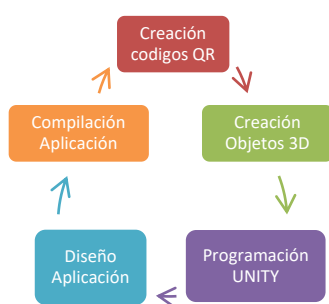 Creación
codigos QR
Creación
Objetos 3D
Programación
UNITY
Diseño
Aplicación
Compilación
Aplicación